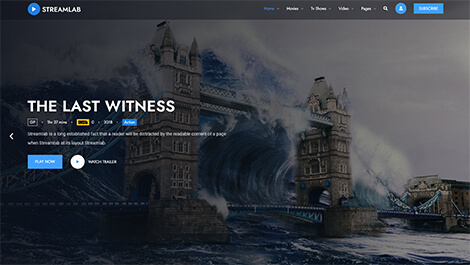 STREAMLAB
Home Movies Tv Shows Video Pages SUBSCRIBE
THE LAST WITNESS
GP 1hr 37 mins IMDb 0 2018 Action
Streamlab is a long established fact that a reader will be distracted by the readable content of a page
when Streamlab at its layout Streamlab.
PLAY NOW WATCH TRAILER